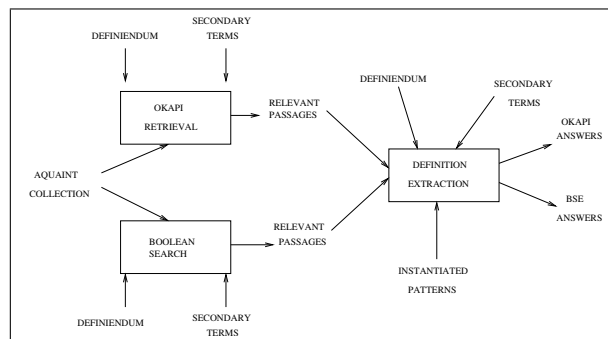 SECONDARY
TERMS
DEFINIENDUM
OKAPI
RETRIEVAL
RELEVANT
PASSAGES
DEFINIENDUM
SECONDARY
TERMS
OKAPI
ANSWERS
AQUAINT
COLLECTION
DEFINITION
EXTRACTION
BSE
ANSWERS
BOOLEAN
SEARCH
RELEVANT
PASSAGES
INSTANTIATED
PATTERNS
DEFINIENDUM
SECONDARY
TERMS